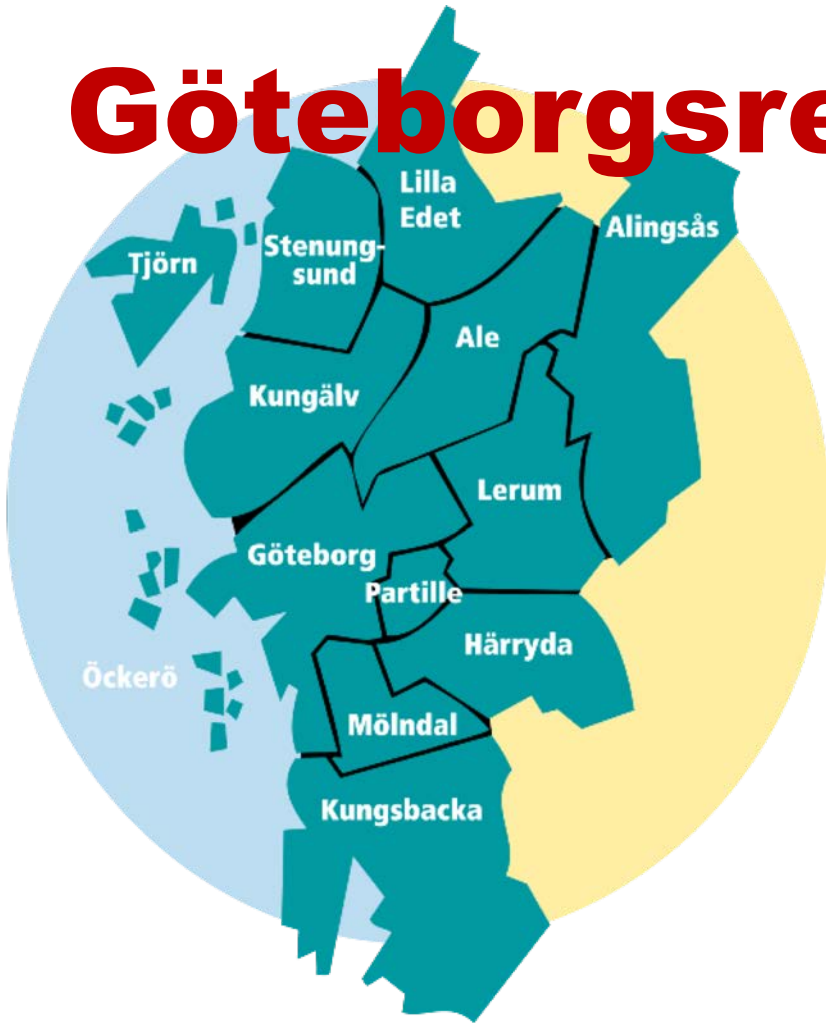 Göteborgsre
Lilla
Edet
Alingsås
Stenung-
sund
Tjörn
Ale
Kungälv
Lerum
Göteborg
Partille
Härryda
Öckerö
Mölndal
Kungsbacka